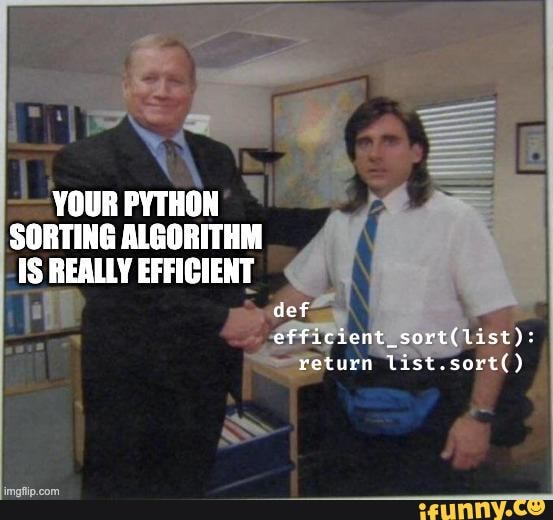 YOUR PYTHON
SORTING ALGORITHM
IS REALLY EFFICIENT
def
efficient_sort(list):
return list.sort()
imgflip.com
ifunny.co